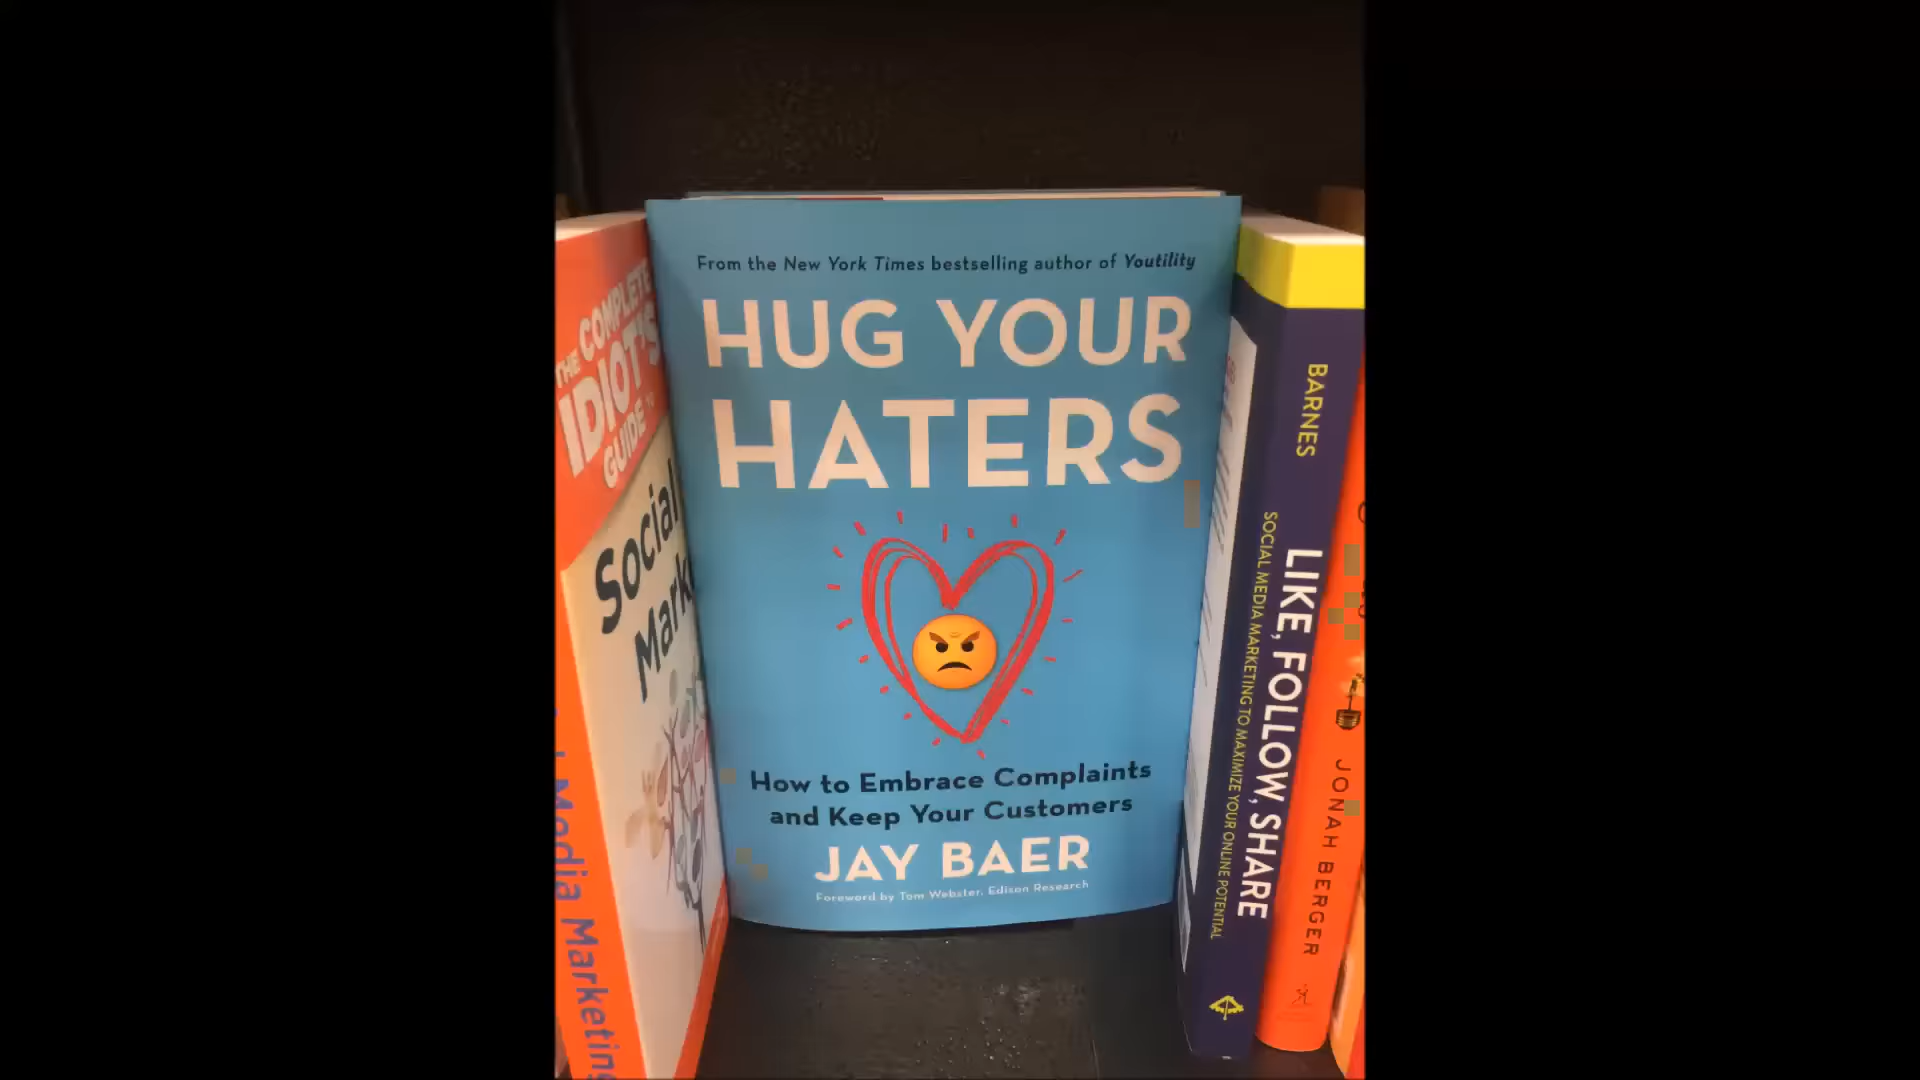 THE COMPLETE
IDIOT'S
GUIDE TO
Social
Media Marketing
From the New York Times bestselling author of Youtility
HUG YOUR
HATERS
How to Embrace Complaints
and Keep Your Customers
JAY BAER
Foreword by Tom Webster, Edison Research
BARNES
LIKE, FOLLOW, SHARE
SOCIAL MEDIA MARKETING TO MAXIMIZE YOUR ONLINE POTENTIAL
JONAH BERGER